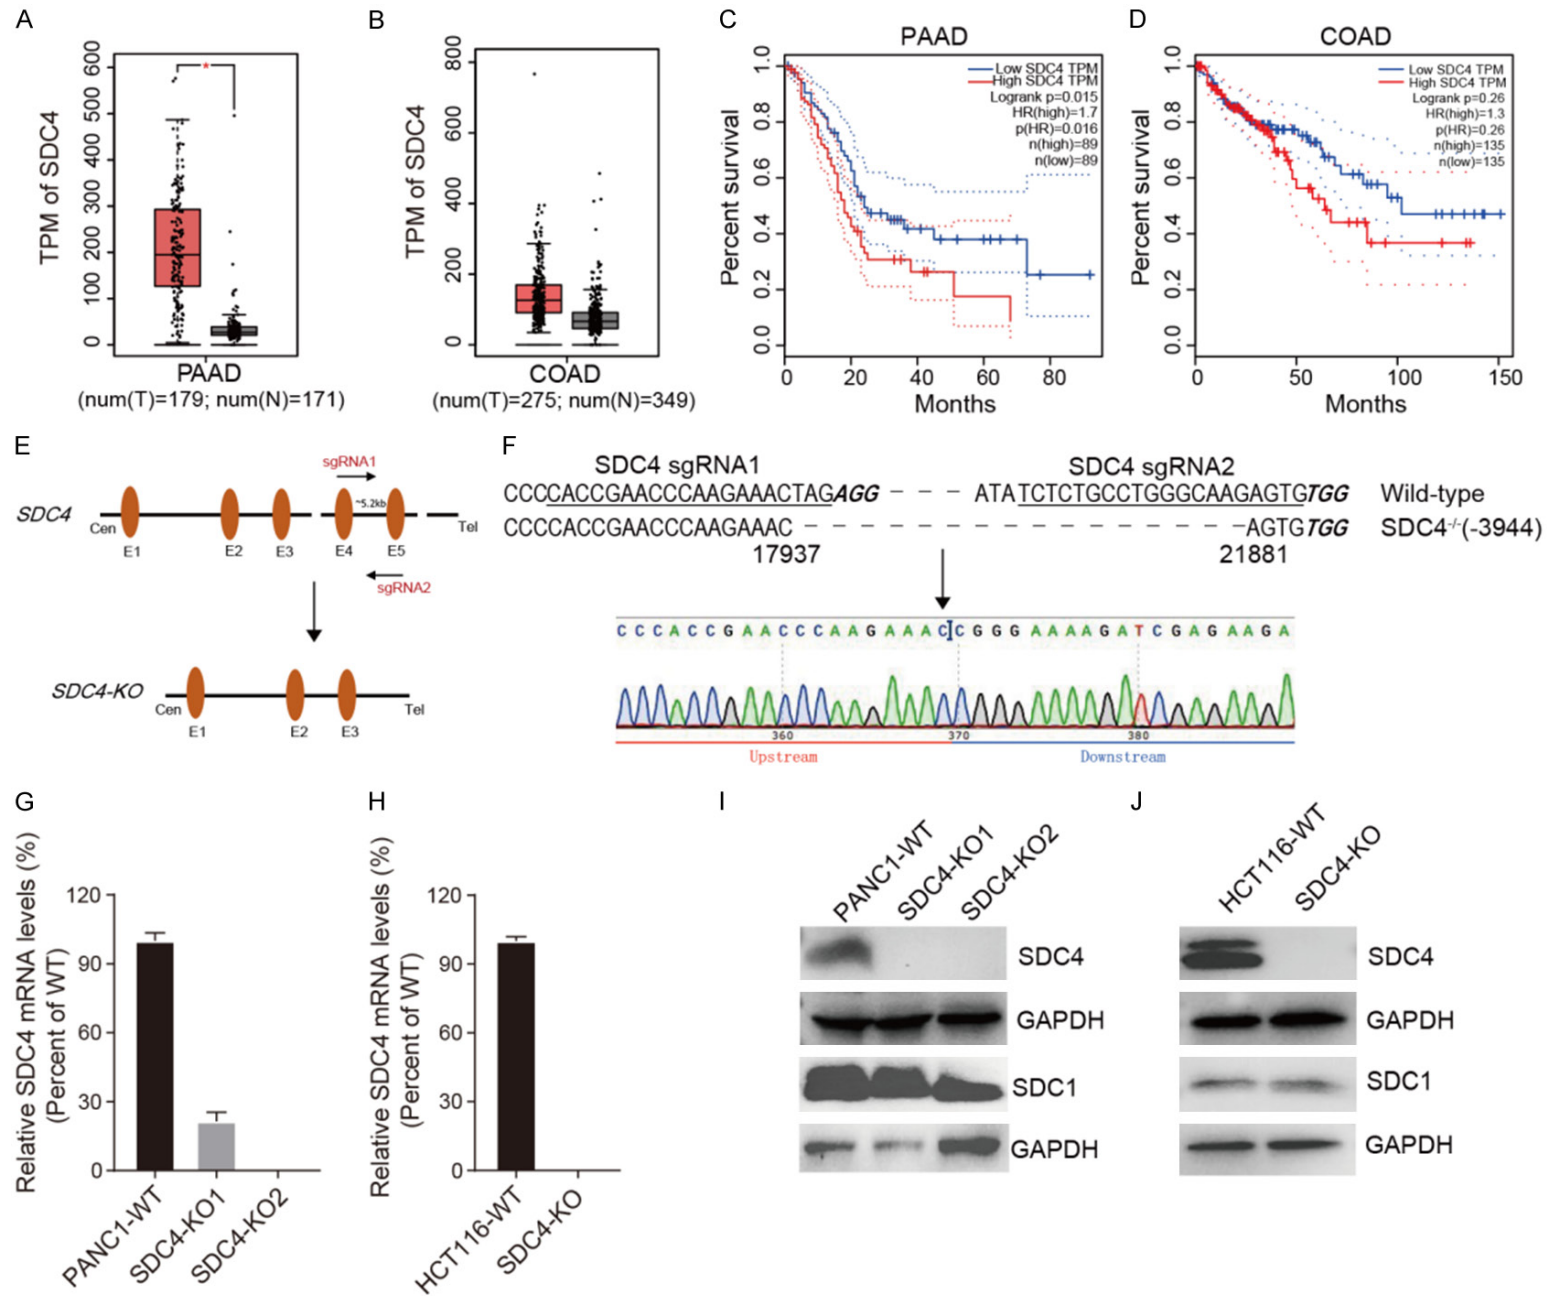 A
TPM of SDC4
600
500
400
300
200
100
0
*
PAAD
(num(T)=179; num(N)=171)
B
TPM of SDC4
800
600
400
200
0
COAD
(num(T)=275; num(N)=349)
C
PAAD
Percent survival
1.0
0.8
0.6
0.4
0.2
0.0
Low SDC4 TPM
High SDC4 TPM
Logrank p=0.015
HR(high)=1.7
p(HR)=0.016
n(high)=89
n(low)=89
0 20 40 60 80
Months
D
COAD
Percent survival
1.0
0.8
0.6
0.4
0.2
0.0
Low SDC4 TPM
High SDC4 TPM
Logrank p=0.26
HR(high)=1.3
p(HR)=0.26
n(high)=135
n(low)=135
0 50 100 150
Months
E
sgRNA1
SDC4
~5.2kb
Cen Tel
E1 E2 E3 E4 E5
sgRNA2
SDC4-KO
Cen Tel
E1 E2 E3
F
SDC4 sgRNA1 SDC4 sgRNA2
CCCCACCGAACCCAAGAAACTAGAGG - - - - ATATCTCTGCCTGGGCAAGAGTGTGG Wild-type
CCCCACCGAACCCAAGAAAC - - - - - - - - - - - - - - - - - - - - - - - - AGTGTGG SDC4-/-(-3944)
17937 21881
C C C A C C G A A C C C A A G A A A C C G G G A A A A G A T C G A G A A G A
360 370 380
Upstream Downstream
G
Relative SDC4 mRNA levels (%)
(Percent of WT)
120
90
60
30
0
PANC1-WT
SDC4-KO1
SDC4-KO2
H
Relative SDC4 mRNA levels (%)
(Percent of WT)
120
90
60
30
0
HCT116-WT
SDC4-KO
I
PANC1-WT
SDC4-KO1
SDC4-KO2
SDC4
GAPDH
SDC1
GAPDH
J
HCT116-WT
SDC4-KO
SDC4
GAPDH
SDC1
GAPDH